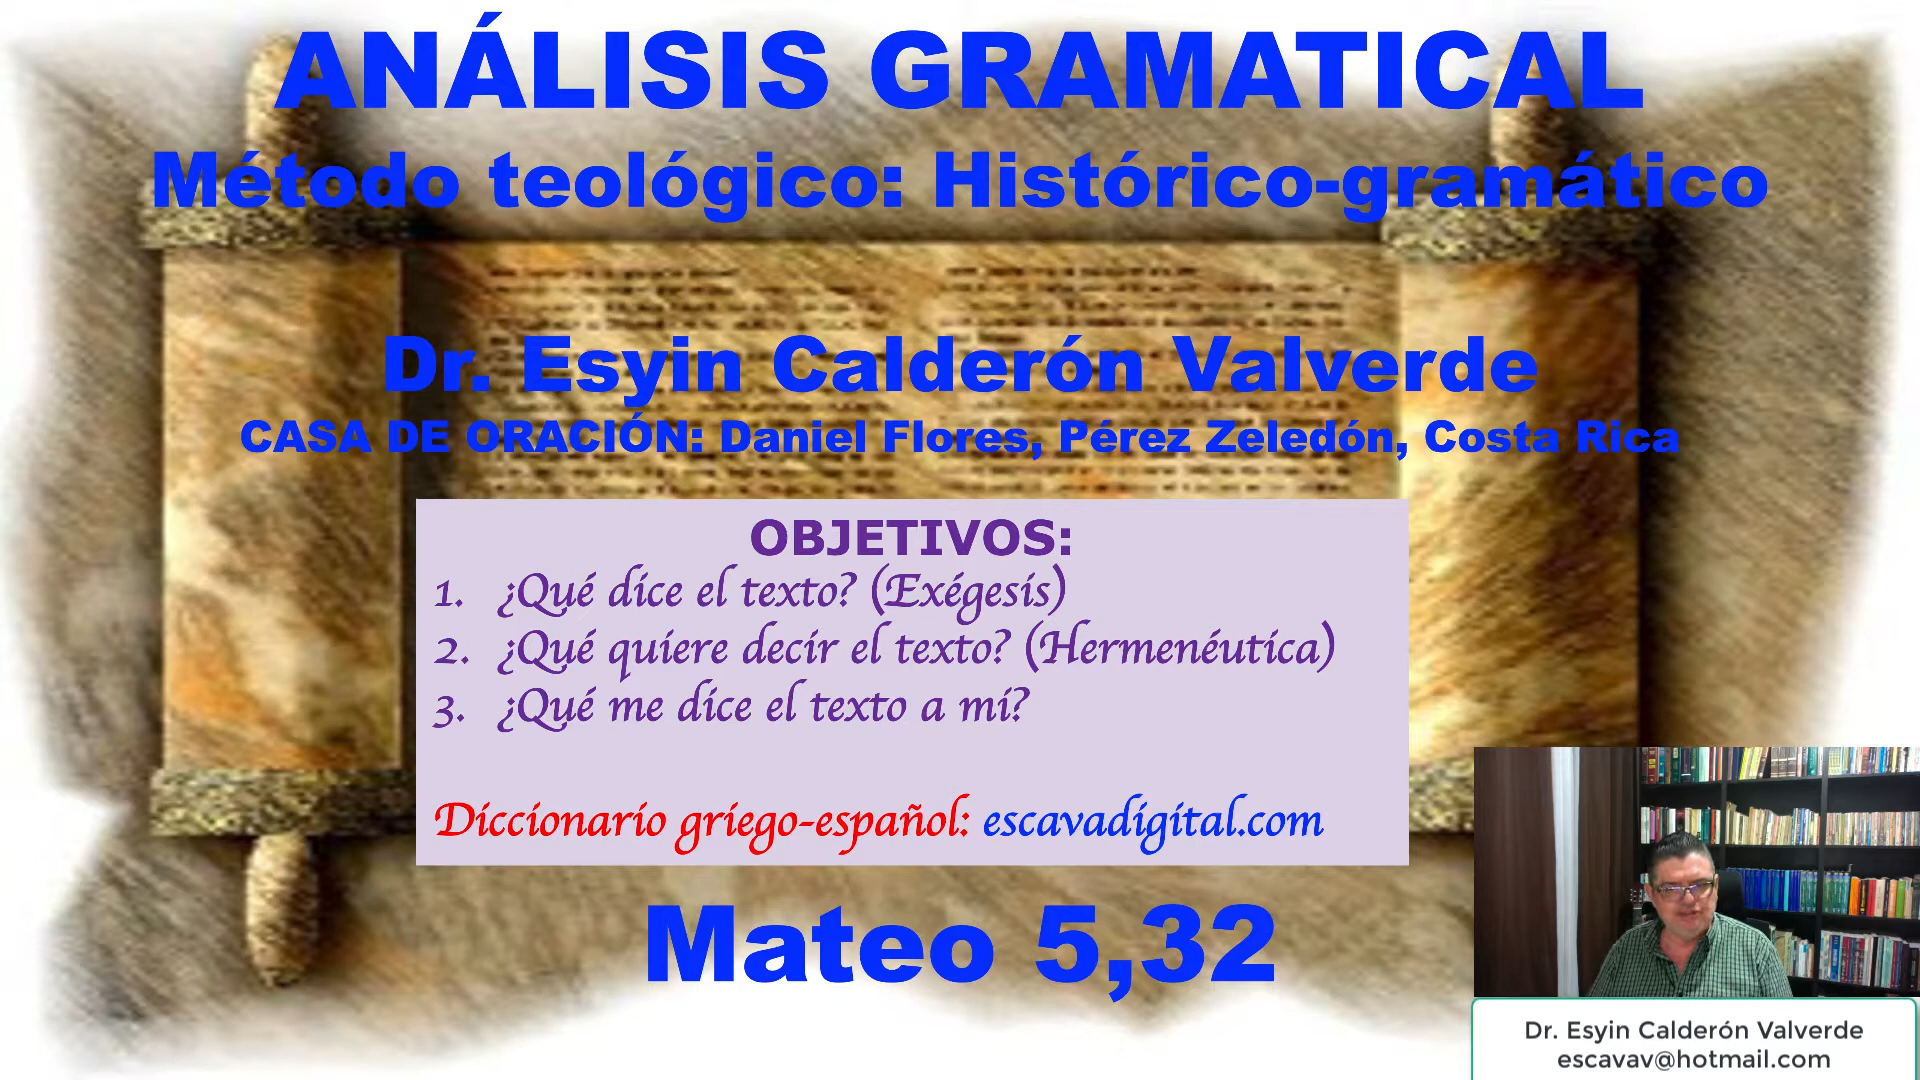 ANÁLISIS GRAMATICAL
Método teológico: Histórico-gramático
Dr. Esyin Calderón Valverde
CASA DE ORACIÓN: Daniel Flores, Pérez Zeledón, Costa Rica
OBJETIVOS:
1. ¿Qué dice el texto? (Exégesis)
2. ¿Qué quiere decir el texto? (Hermenéutica)
3. ¿Qué me dice el texto a mí?
Diccionario griego-español: escavadigital.com
Mateo 5,32
Dr. Esyin Calderón Valverde
escavav@hotmail.com